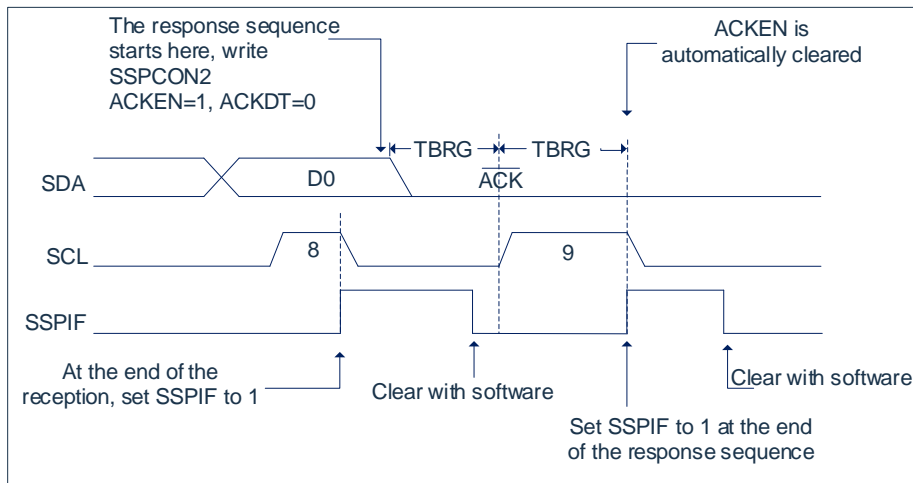 The response sequence
starts here, write
SSPCON2
ACKEN=1, ACKDT=0
ACKEN is
automatically cleared
TBRG
TBRG
SDA
D0
ACK
SCL
8
9
SSPIF
At the end of the
reception, set SSPIF to 1
Clear with software
Set SSPIF to 1 at the end
of the response sequence
Clear with software